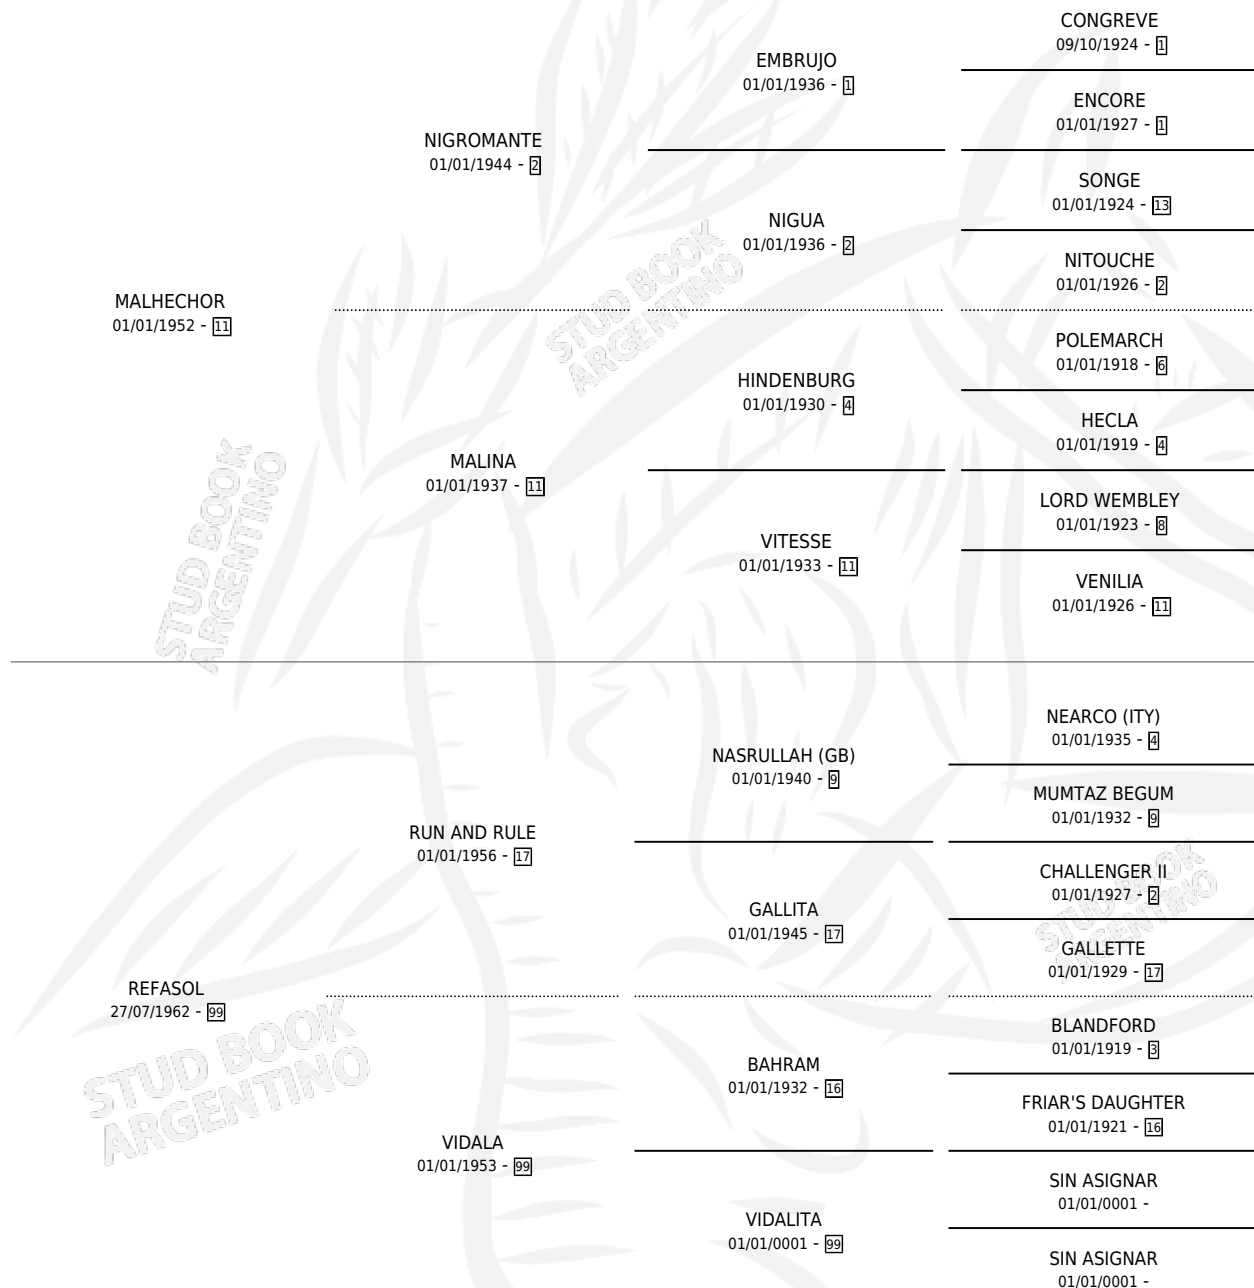 CONGREVE
09/10/1924 - 1
EMBRUJO
01/01/1936 - 1
ENCORE
01/01/1927 - 1
NIGROMANTE
01/01/1944 - 2
SONGE
01/01/1924 - 13
NIGUA
01/01/1936 - 2
NITOUCHE
01/01/1926 - 2
MALHECHOR
01/01/1952 - 11
POLEMARCH
01/01/1918 - 6
HINDENBURG
01/01/1930 - 4
HECLA
01/01/1919 - 4
MALINA
01/01/1937 - 11
LORD WEMBLEY
01/01/1923 - 8
VITESSE
01/01/1933 - 11
VENILIA
01/01/1926 - 11
NEARCO (ITY)
01/01/1935 - 4
NASRULLAH (GB)
01/01/1940 - 9
MUMTAZ BEGUM
01/01/1932 - 9
RUN AND RULE
01/01/1956 - 17
CHALLENGER II
01/01/1927 - 2
GALLITA
01/01/1945 - 17
GALLETTE
01/01/1929 - 17
REFASOL
27/07/1962 - 99
BLANDFORD
01/01/1919 - 3
BAHRAM
01/01/1932 - 16
FRIAR'S DAUGHTER
01/01/1921 - 16
VIDALA
01/01/1953 - 99
SIN ASIGNAR
01/01/0001 -
VIDALITA
01/01/0001 - 99
SIN ASIGNAR
01/01/0001 -
STUD BOOK
ARGENTINO
STUD BOOK
ARGENTINO
STUD BOOK
ARGENTINO
STUD BOOK
ARGENTINO